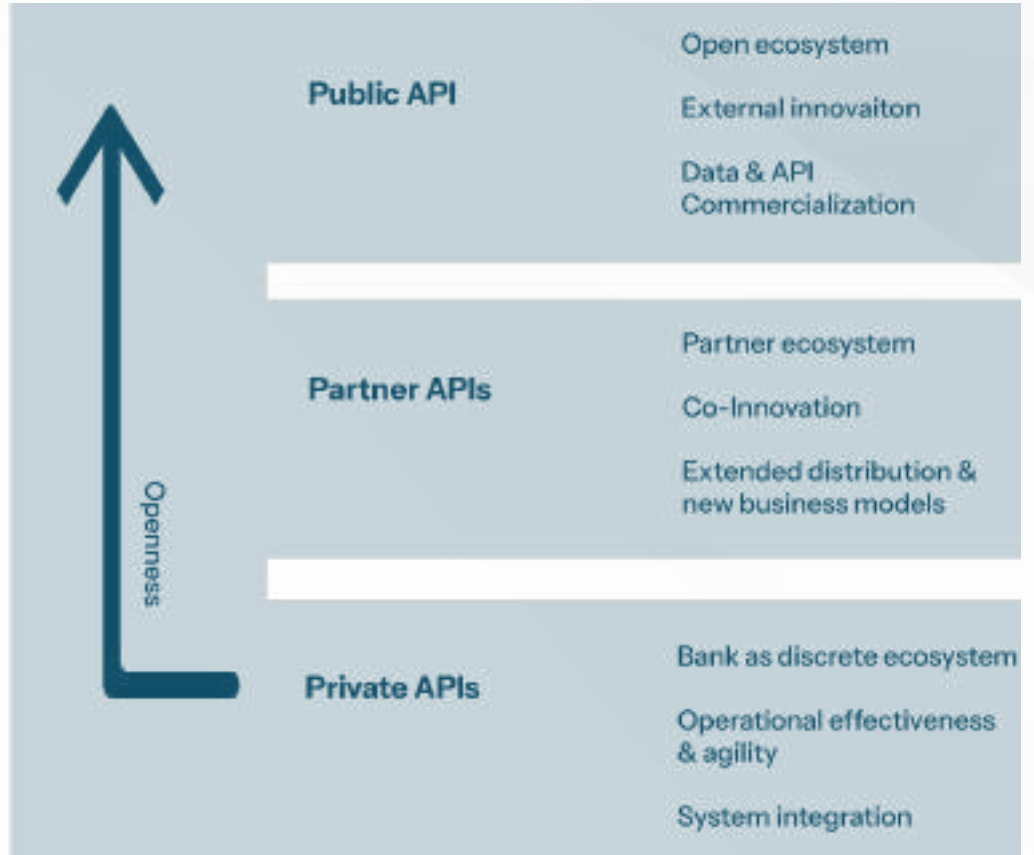 Public API
Open ecosystem
External innovaiton
Data & API
Commercialization
Partner APIs
Partner ecosystem
Co-Innovation
Extended distribution &
new business models
Openness
Private APIs
Bank as discrete ecosystem
Operational effectiveness
& agility
System integration